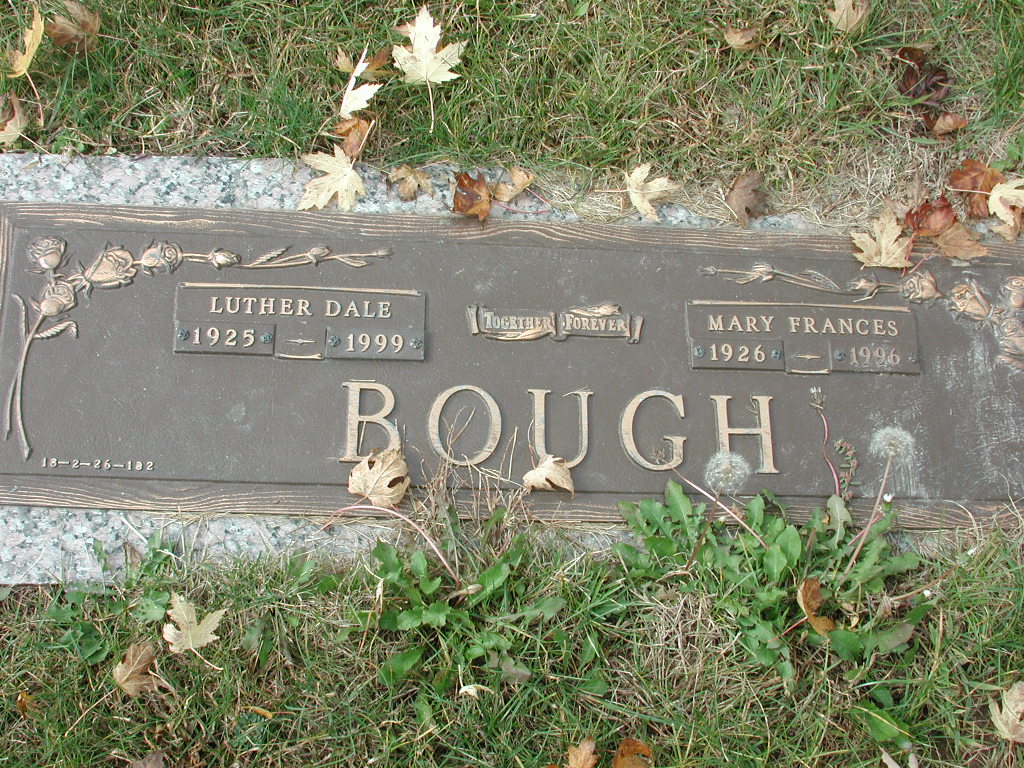 LUTHER DALE
1925 1999
TOGETHER FOREVER
MARY FRANCES
1926 1996
BOUGH
18-2-26-182